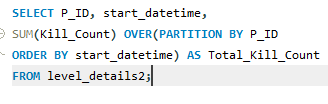 SELECT P_ID, start_datetime,
SUM(Kill_Count) OVER(PARTITION BY P_ID
ORDER BY start_datetime) AS Total_Kill_Count
FROM level_details2;